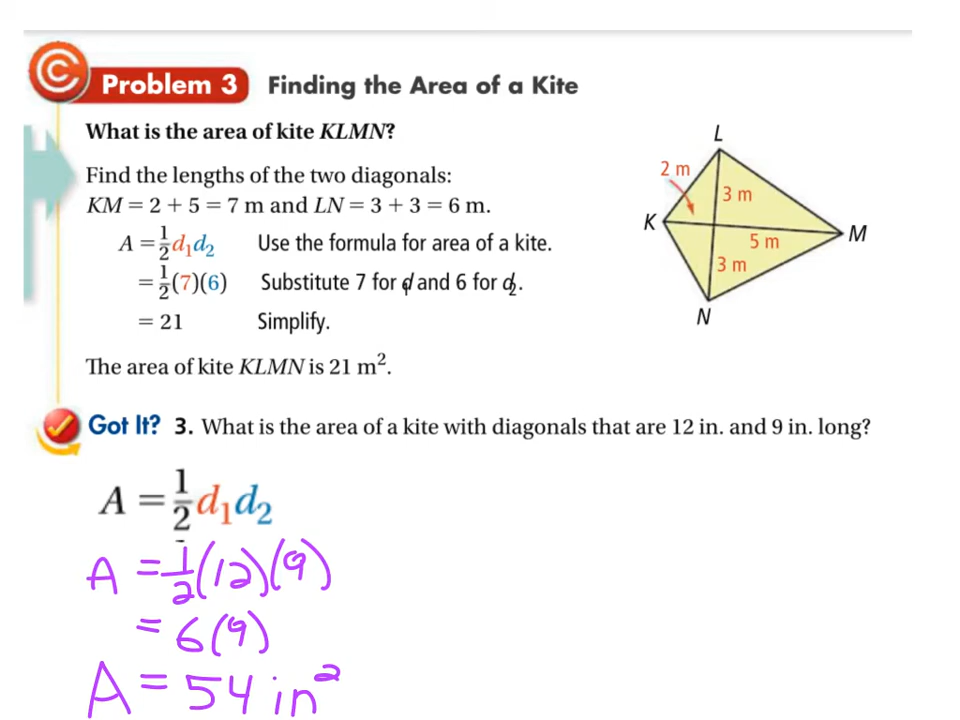 © Problem 3 Finding the Area of a Kite
What is the area of kite KLMN?
Find the lengths of the two diagonals:
KM = 2 + 5 = 7 m and LN = 3 + 3 = 6 m.
A = 1/2 d₁d₂ Use the formula for area of a kite.
= 1/2 (7)(6) Substitute 7 for d and 6 for d₂.
= 21 Simplify.
The area of kite KLMN is 21 m².
L
2 m
3 m
K
M
5 m
3 m
N
Got It? 3. What is the area of a kite with diagonals that are 12 in. and 9 in. long?
A = 1/2 d₁d₂
A = 1/2 (12)(9)
= 6(9)
A = 54 in²